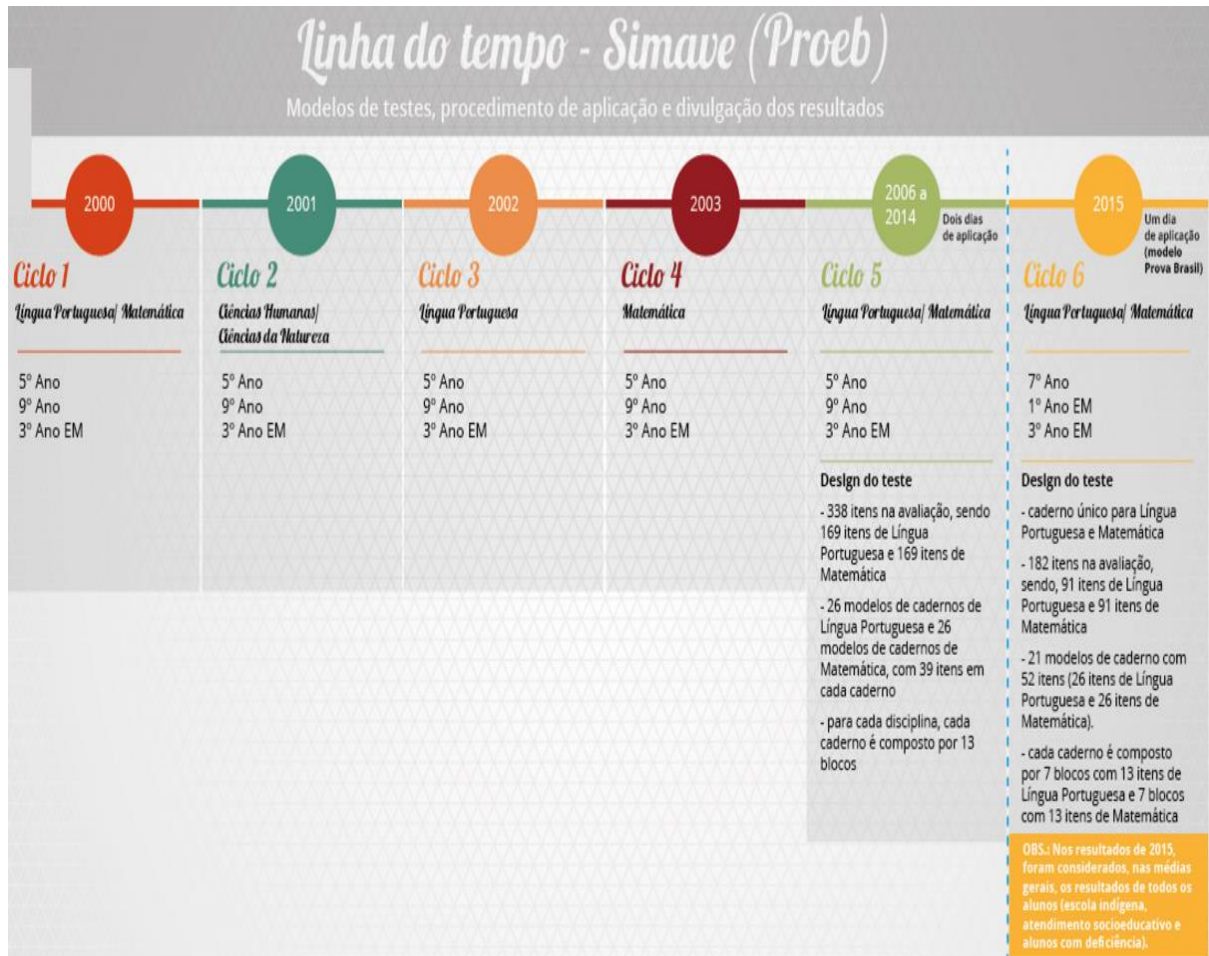 Linha do tempo - Simave (Proeb)
Modelos de testes, procedimento de aplicação e divulgação dos resultados
2000
Ciclo 1
Língua Portuguesa/ Matemática
5º Ano
9º Ano
3º Ano EM
2001
Ciclo 2
Ciências Humanas/
Ciências da Natureza
5º Ano
9º Ano
3º Ano EM
2002
Ciclo 3
Língua Portuguesa
5º Ano
9º Ano
3º Ano EM
2003
Ciclo 4
Matemática
5º Ano
9º Ano
3º Ano EM
2006 a
2014
Dois dias
de aplicação
Ciclo 5
Língua Portuguesa/ Matemática
5º Ano
9º Ano
3º Ano EM
Design do teste
- 338 itens na avaliação, sendo
169 itens de Língua
Portuguesa e 169 itens de
Matemática
- 26 modelos de cadernos de
Língua Portuguesa e 26
modelos de cadernos de
Matemática, com 39 itens em
cada caderno
- para cada disciplina, cada
caderno é composto por 13
blocos
2015
Um dia
de aplicação
(modelo
Prova Brasil)
Ciclo 6
Língua Portuguesa/ Matemática
7º Ano
1º Ano EM
3º Ano EM
Design do teste
- caderno único para Língua
Portuguesa e Matemática
- 182 itens na avaliação,
sendo, 91 itens de Língua
Portuguesa e 91 itens de
Matemática
- 21 modelos de caderno com
52 itens (26 itens de Língua
Portuguesa e 26 itens de
Matemática).
- cada caderno é composto
por 7 blocos com 13 itens de
Língua Portuguesa e 7 blocos
com 13 itens de Matemática
OBS.: Nos resultados de 2015,
foram considerados, nas médias
gerais, os resultados de todos os
alunos (escola indígena,
atendimento socioeducativo e
alunos com deficiência).